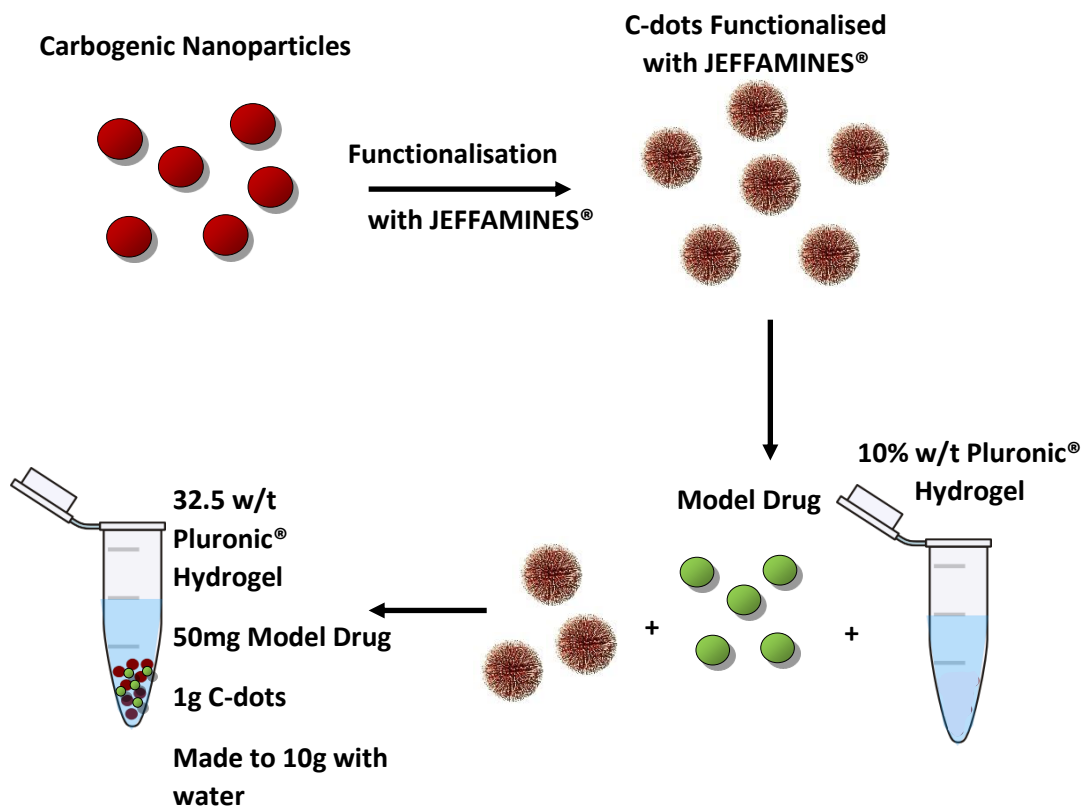 Carbogenic Nanoparticles
C-dots Functionalised
with JEFFAMINES®
Functionalisation
with JEFFAMINES®
10% w/t Pluronic®
Hydrogel
Model Drug
32.5 w/t
Pluronic®
Hydrogel
50mg Model Drug
1g C-dots
Made to 10g with
water
+
+